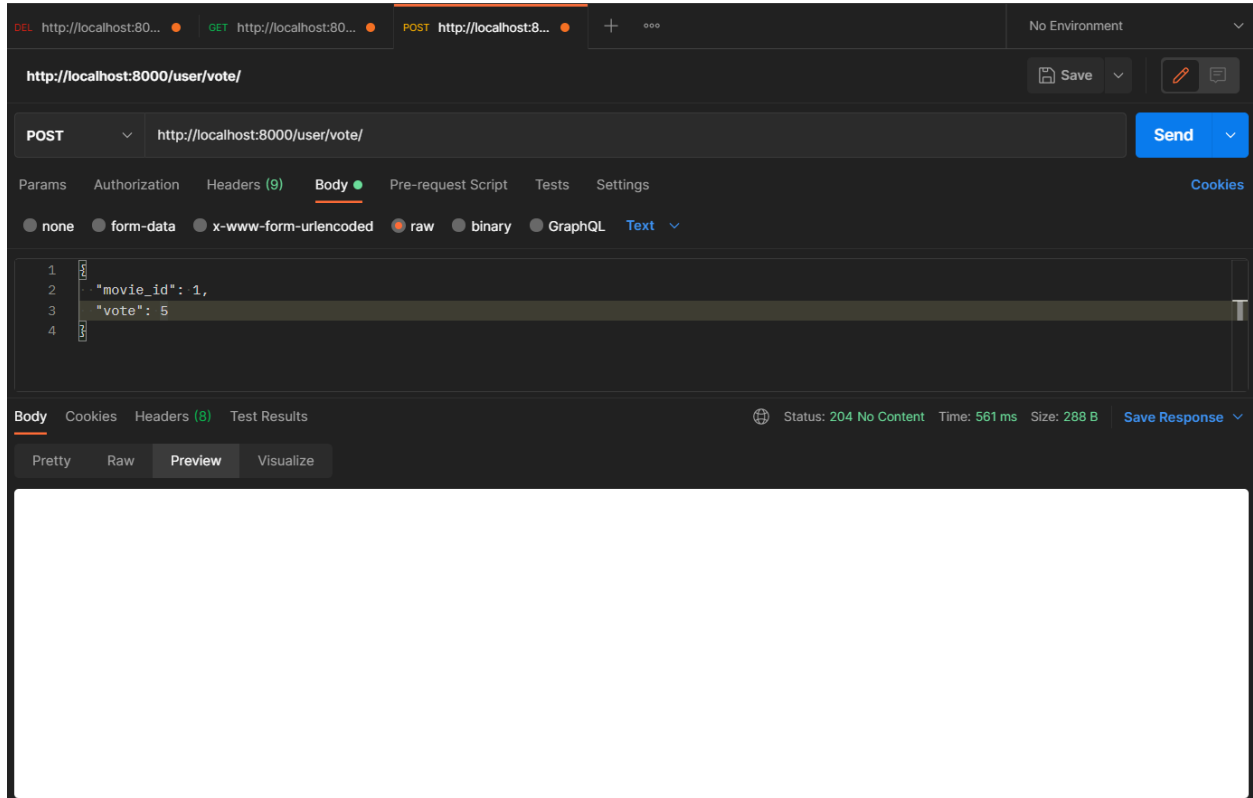 DEL http://localhost:80... GET http://localhost:80... POST http://localhost:8... No Environment
http://localhost:8000/user/vote/ Save
POST http://localhost:8000/user/vote/ Send
Params Authorization Headers (9) Body Pre-request Script Tests Settings Cookies
none form-data x-www-form-urlencoded raw binary GraphQL Text
1 {
2 "movie_id": 1,
3 "vote": 5
4 }
Body Cookies Headers (8) Test Results Status: 204 No Content Time: 561 ms Size: 288 B Save Response
Pretty Raw Preview Visualize